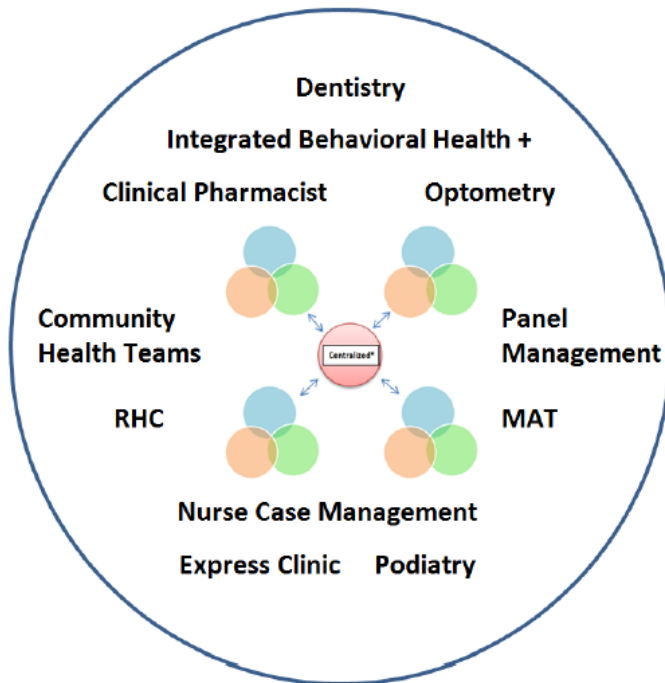 Dentistry
Integrated Behavioral Health +
Clinical Pharmacist
Optometry
Community
Health Teams
Panel
Management
Centralized*
RHC
MAT
Nurse Case Management
Express Clinic
Podiatry